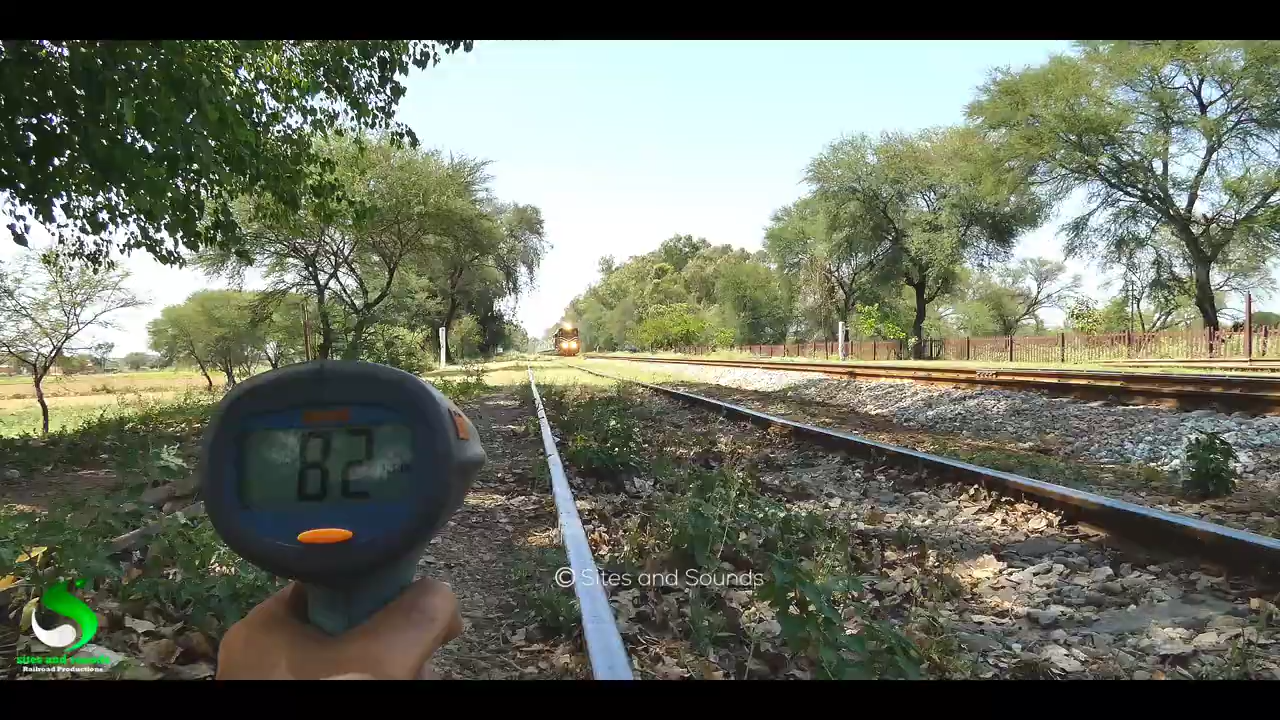 82
© Sites and Sounds
sites and sounds
Railroad Productions